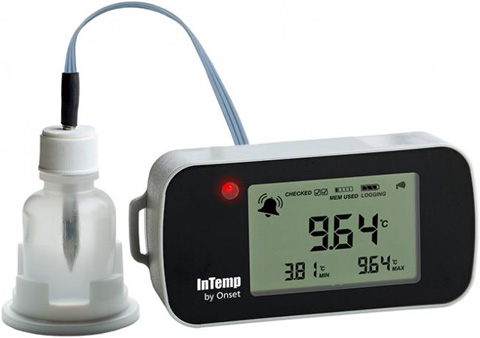 CHECKED MEM USED LOGGING
9.64 °C
3.81 °C MIN 9.64 °C MAX
InTemp
by Onset